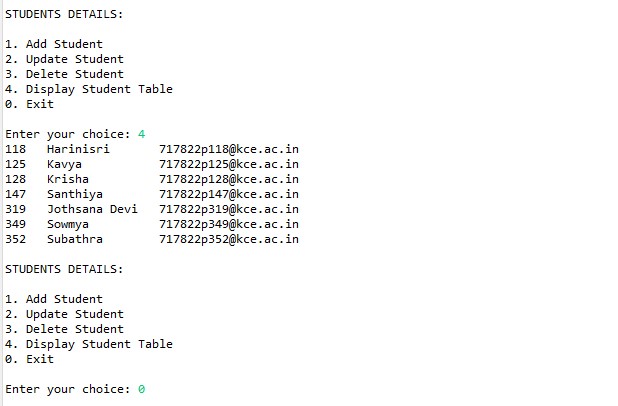 STUDENTS DETAILS:
1. Add Student
2. Update Student
3. Delete Student
4. Display Student Table
0. Exit
Enter your choice: 4
118 Harinisri 717822p118@kce.ac.in
125 Kavya 717822p125@kce.ac.in
128 Krisha 717822p128@kce.ac.in
147 Santhiya 717822p147@kce.ac.in
319 Jothsana Devi 717822p319@kce.ac.in
349 Sowmya 717822p349@kce.ac.in
352 Subathra 717822p352@kce.ac.in
STUDENTS DETAILS:
1. Add Student
2. Update Student
3. Delete Student
4. Display Student Table
0. Exit
Enter your choice: 0